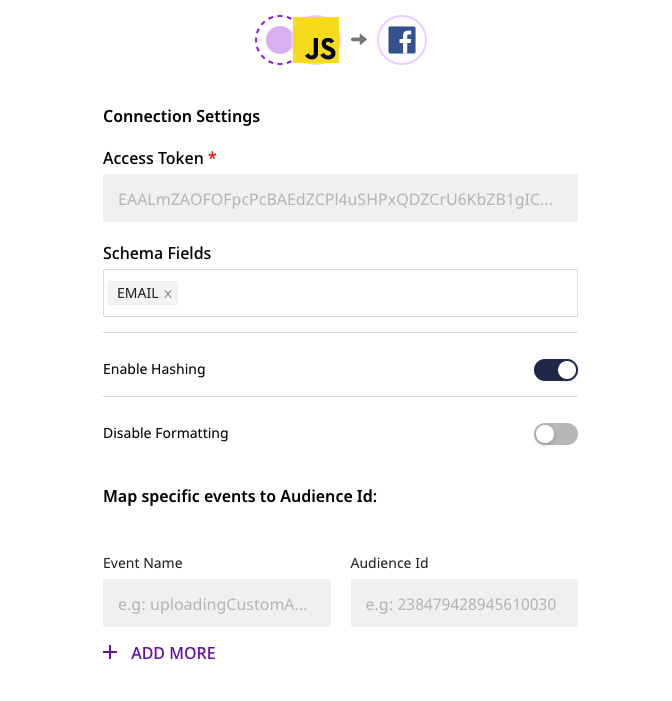 JS
Connection Settings
Access Token *
EAALmZAOFOFpcPcBAEdZCPl4uSHPxQDZCrU6KbZB1gIC...
Schema Fields
EMAIL x
Enable Hashing
Disable Formatting
Map specific events to Audience Id:
Event Name Audience Id
e.g: uploadingCustomA... e.g: 238479428945610030
+ ADD MORE